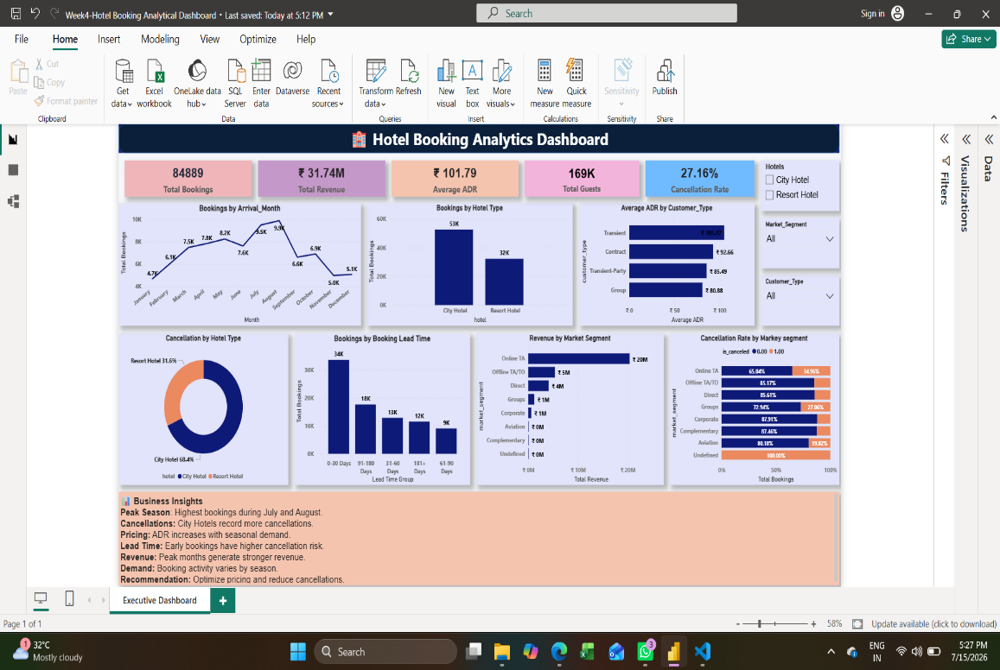 Week4-Hotel Booking Analytical Dashboard • Last saved: Today at 5:12 PM
Search
Sign in
File Home Insert Modeling View Optimize Help
Share
Paste
Cut
Copy
Format painter
Clipboard
Get data
Excel workbook
OneLake data hub
SQL Server
Enter data
Dataverse
Recent sources
Data
Transform data
Refresh
Queries
New visual
Text box
More visuals
Insert
New measure
Quick measure
Calculations
Sensitivity
Sensitivity
Publish
Share
Hotel Booking Analytics Dashboard
84889
Total Bookings
₹ 31.74M
Total Revenue
₹ 101.79
Average ADR
169K
Total Guests
27.16%
Cancellation Rate
Hotels
City Hotel
Resort Hotel
Market_Segment
All
Customer_Type
All
Filters
Visualizations
Data
Bookings by Arrival_Month
Total Bookings
10K
8K
6K
4K
4.7K
6.1K
7.5K
7.8K
8.2K
7.6K
9.5K
9.9K
6.6K
6.9K
5.0K
5.1K
January
February
March
April
May
June
July
August
September
October
November
December
Month
Bookings by Hotel Type
Total Bookings
60K
40K
20K
0K
53K
32K
City Hotel
Resort Hotel
hotel
Average ADR by Customer_Type
customer_type
Transient
Contract ₹ 92.66
Transient-Party ₹ 85.49
Group ₹ 80.88
₹ 0 ₹ 50 ₹ 100
Average ADR
Cancellation by Hotel Type
Resort Hotel 31.6%
City Hotel 68.4%
hotel City Hotel Resort Hotel
Bookings by Booking Lead Time
Total Bookings
30K
20K
10K
0K
34K
18K
13K
12K
9K
0-30 Days
91-180 Days
31-60 Days
181+ Days
61-90 Days
Lead Time Group
Revenue by Market Segment
market_segment
Online TA ₹ 20M
Offline TA/TO ₹ 5M
Direct ₹ 4M
Groups ₹ 1M
Corporate ₹ 1M
Aviation ₹ 0M
Complementary ₹ 0M
Undefined ₹ 0M
₹ 0M ₹ 10M ₹ 20M
Total Revenue
Cancellation Rate by Markey segment
is_canceled 0.00 1.00
market_segment
Online TA 65.04% 34.96%
Offline TA/TO 85.17%
Direct 85.61%
Groups 72.94% 27.06%
Corporate 87.91%
Complementary 87.46%
Aviation 80.18% 19.82%
Undefined 100.00%
0% 50% 100%
Total Bookings
Business Insights
Peak Season: Highest bookings during July and August.
Cancellations: City Hotels record more cancellations.
Pricing: ADR increases with seasonal demand.
Lead Time: Early bookings have higher cancellation risk.
Revenue: Peak months generate stronger revenue.
Demand: Booking activity varies by season.
Recommendation: Optimize pricing and reduce cancellations.
Executive Dashboard
Page 1 of 1
- + 58%
Update available (click to download)
1
32°C
Mostly cloudy
Search
3
ENG
IN
5:27 PM
7/15/2026